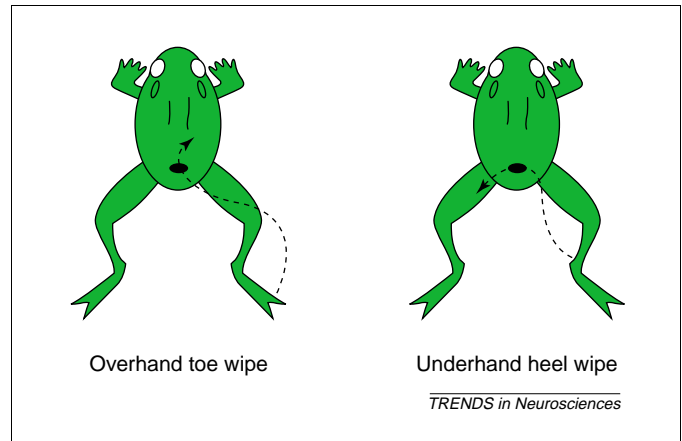 Overhand toe wipe
Underhand heel wipe
TRENDS in Neurosciences